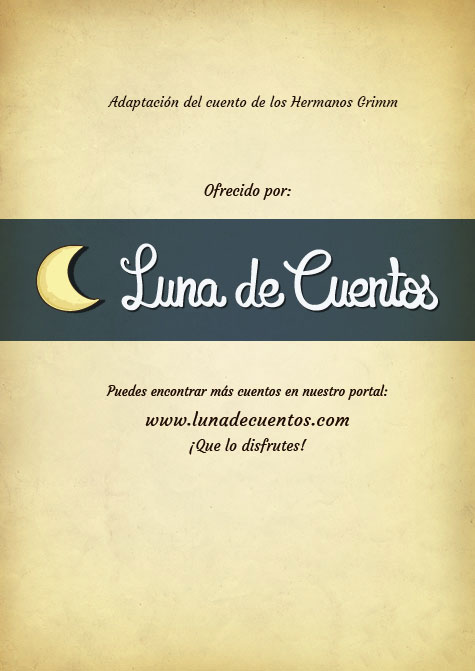 Adaptación del cuento de los Hermanos Grimm
Ofrecido por:
Luna de Cuentos
Puedes encontrar más cuentos en nuestro portal:
www.lunadecuentos.com
¡Que lo disfrutes!